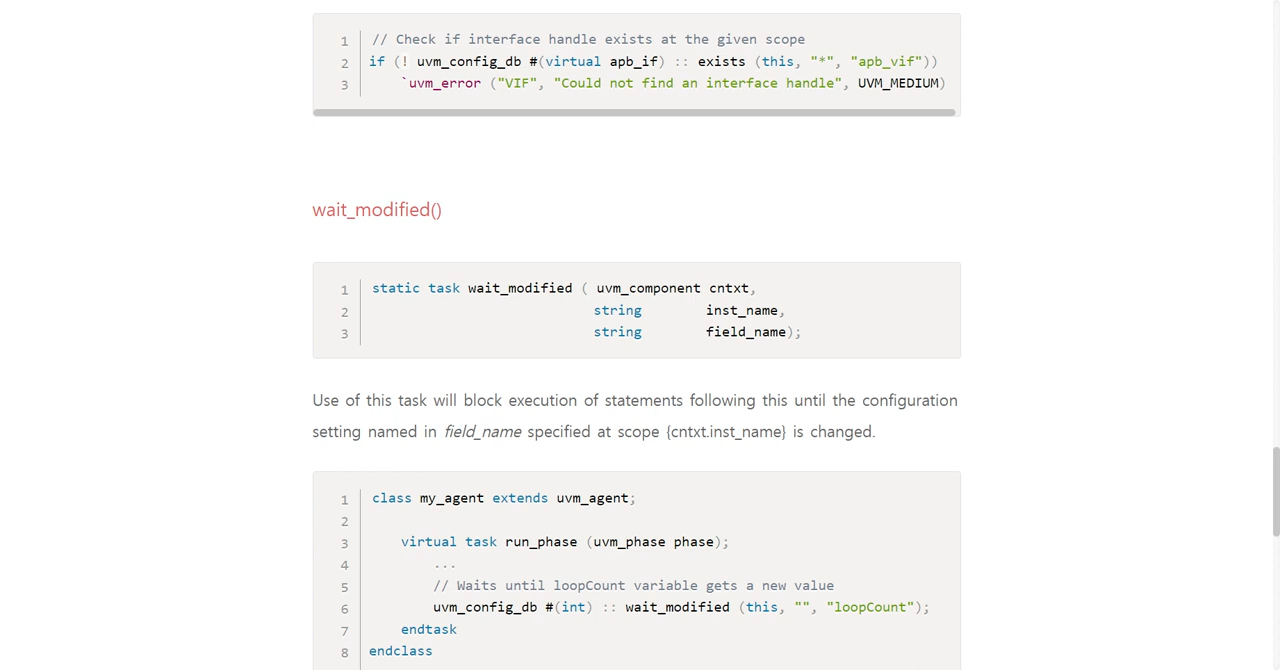 1 // Check if interface handle exists at the given scope
2 if (! uvm_config_db #(virtual apb_if) :: exists (this, "*", "apb_vif"))
3 `uvm_error ("VIF", "Could not find an interface handle", UVM_MEDIUM)
wait_modified()
1 static task wait_modified ( uvm_component cntxt,
2 string inst_name,
3 string field_name);
Use of this task will block execution of statements following this until the configuration
setting named in field_name specified at scope {cntxt.inst_name} is changed.
1 class my_agent extends uvm_agent;
2
3 virtual task run_phase (uvm_phase phase);
4 ...
5 // Waits until loopCount variable gets a new value
6 uvm_config_db #(int) :: wait_modified (this, "", "loopCount");
7 endtask
8 endclass